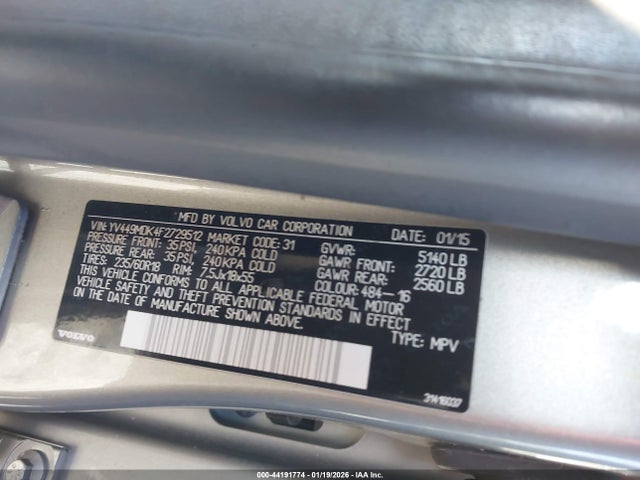 MFD BY VOLVO CAR CORPORATION DATE: 01/15
VIN: YV449MDK4F2729512 MARKET CODE: 31
PRESSURE FRONT: 35PSI, 240KPA COLD GVWR: 5140 LB
PRESSURE REAR: 35 PSI, 240KPA COLD GAWR FRONT: 2720 LB
TIRES: 235/60R18 RIM: 7.5Jx18x55 GAWR REAR: 2560 LB
THIS VEHICLE CONFORMS TO COLOUR: 484-16
ALL APPLICABLE FEDERAL MOTOR
VEHICLE SAFETY AND THEFT PREVENTION STANDARDS IN EFFECT
ON THE DATE OF MANUFACTURE SHOWN ABOVE.
TYPE: MPV
VOLVO
31419337
000-44191774 - 01/19/2026 - IAA Inc.